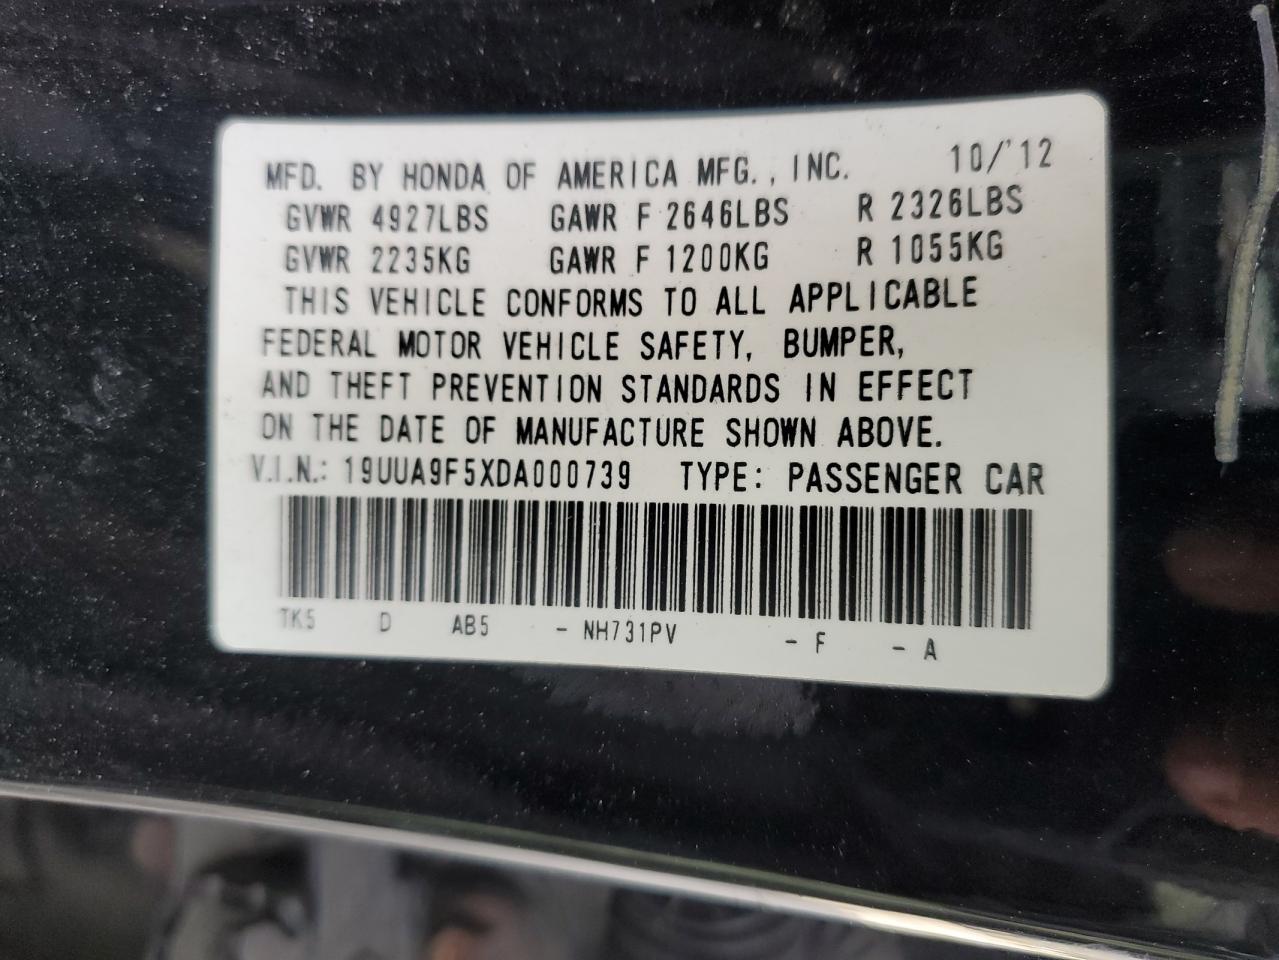 MFD. BY HONDA OF AMERICA MFG., INC. 10/'12
GVWR 4927LBS GAWR F 2646LBS R 2326LBS
GVWR 2235KG GAWR F 1200KG R 1055KG
THIS VEHICLE CONFORMS TO ALL APPLICABLE
FEDERAL MOTOR VEHICLE SAFETY, BUMPER,
AND THEFT PREVENTION STANDARDS IN EFFECT
ON THE DATE OF MANUFACTURE SHOWN ABOVE.
V.I.N.: 19UUA9F5XDA000739 TYPE: PASSENGER CAR
TK5 D AB5 - NH731PV - F - A